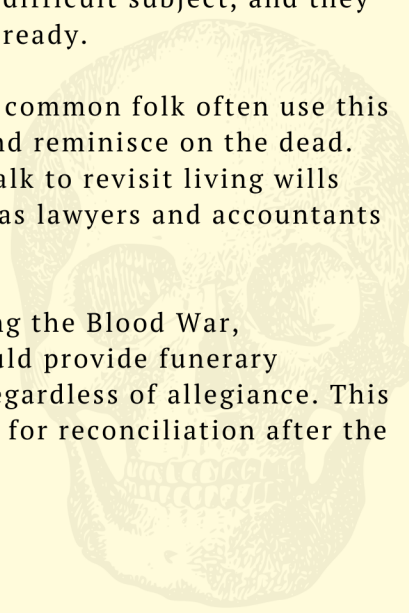 difficult subject, and they
ready.
common folk often use this
nd reminisce on the dead.
alk to revisit living wills
as lawyers and accountants
ng the Blood War,
uld provide funerary
egardless of allegiance. This
for reconciliation after the